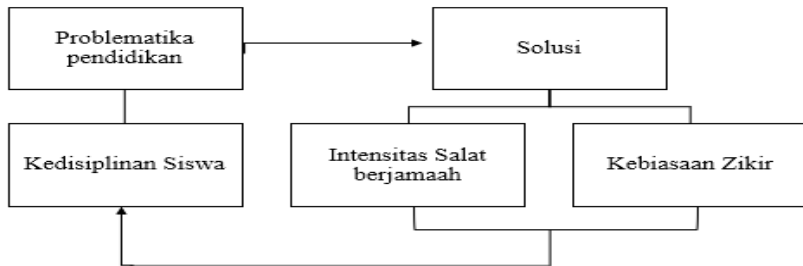 Problematika
pendidikan
Solusi
Kedisiplinan Siswa
Intensitas Salat
berjamaah
Kebiasaan Zikir